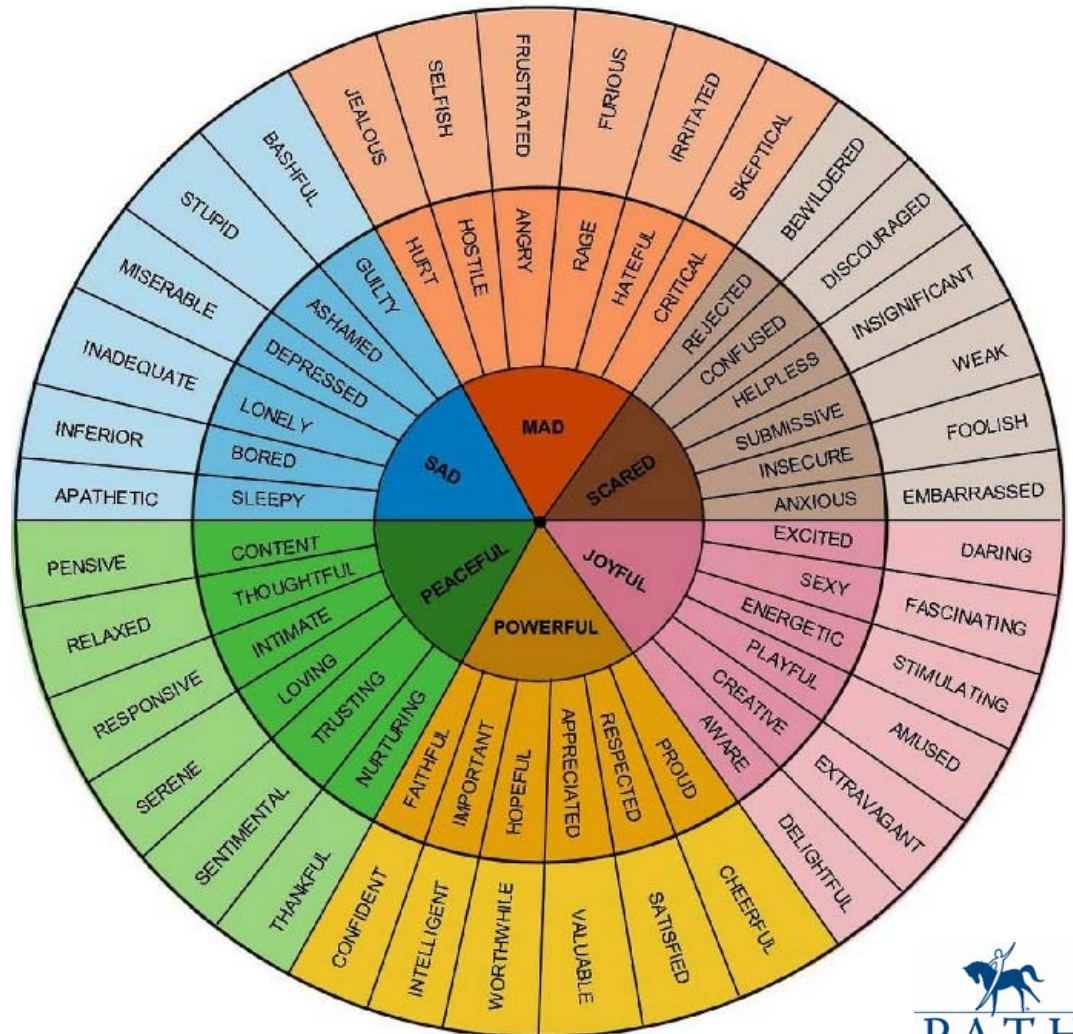 MAD
HURT
HOSTILE
ANGRY
RAGE
HATEFUL
CRITICAL
JEALOUS
SELFISH
FRUSTRATED
FURIOUS
IRRITATED
SKEPTICAL
SCARED
REJECTED
CONFUSED
HELPLESS
SUBMISSIVE
INSECURE
ANXIOUS
BEWILDERED
DISCOURAGED
INSIGNIFICANT
WEAK
FOOLISH
EMBARRASSED
JOYFUL
EXCITED
SEXY
ENERGETIC
PLAYFUL
CREATIVE
AWARE
DARING
FASCINATING
STIMULATING
AMUSED
EXTRAVAGANT
DELIGHTFUL
POWERFUL
PROUD
RESPECTED
APPRECIATED
HOPEFUL
IMPORTANT
FAITHFUL
CHEERFUL
SATISFIED
VALUABLE
WORTHWHILE
INTELLIGENT
CONFIDENT
PEACEFUL
NURTURING
TRUSTING
LOVING
INTIMATE
THOUGHTFUL
CONTENT
THANKFUL
SENTIMENTAL
SERENE
RESPONSIVE
RELAXED
PENSIVE
SAD
SLEEPY
BORED
LONELY
DEPRESSED
ASHAMED
GUILTY
APATHETIC
INFERIOR
INADEQUATE
MISERABLE
STUPID
BASHFUL
PATH